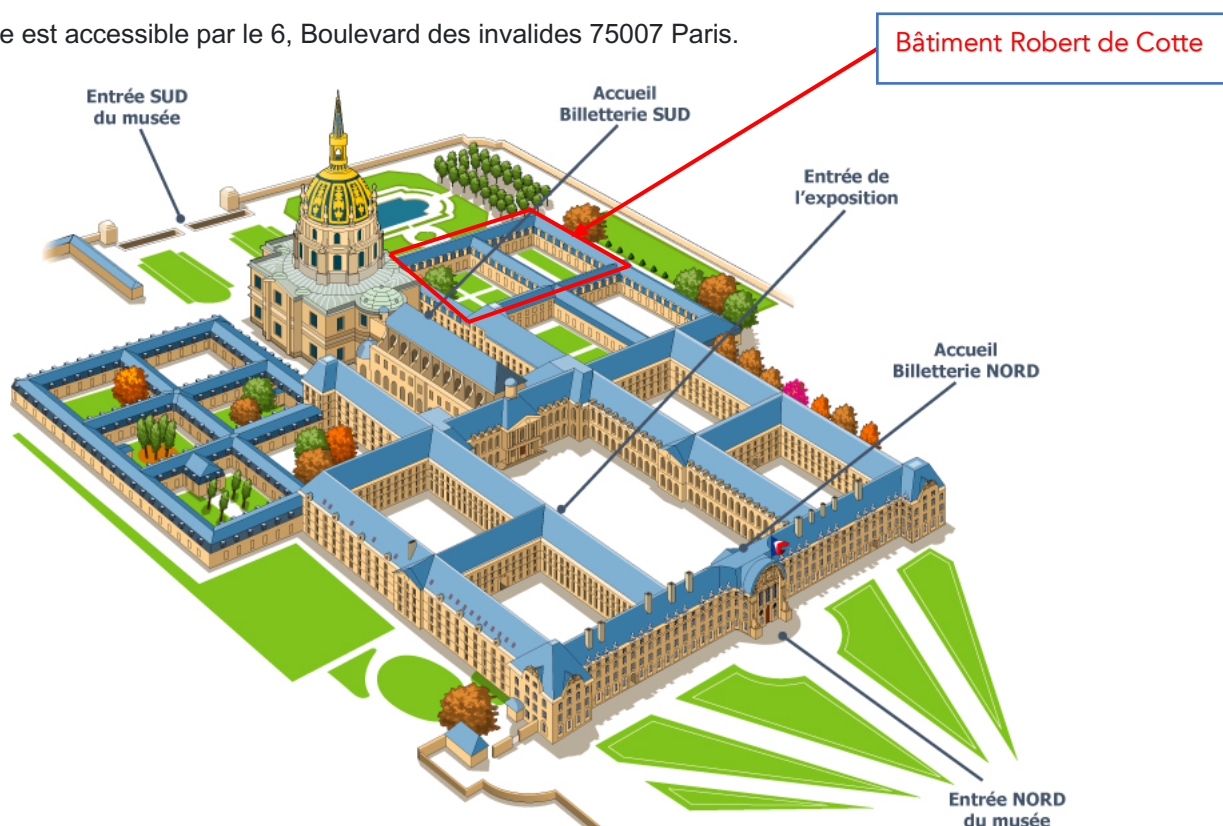 e est accessible par le 6, Boulevard des invalides 75007 Paris.
Bâtiment Robert de Cotte
Entrée SUD
du musée
Accueil
Billetterie SUD
Entrée de
l'exposition
Accueil
Billetterie NORD
Entrée NORD
du musée